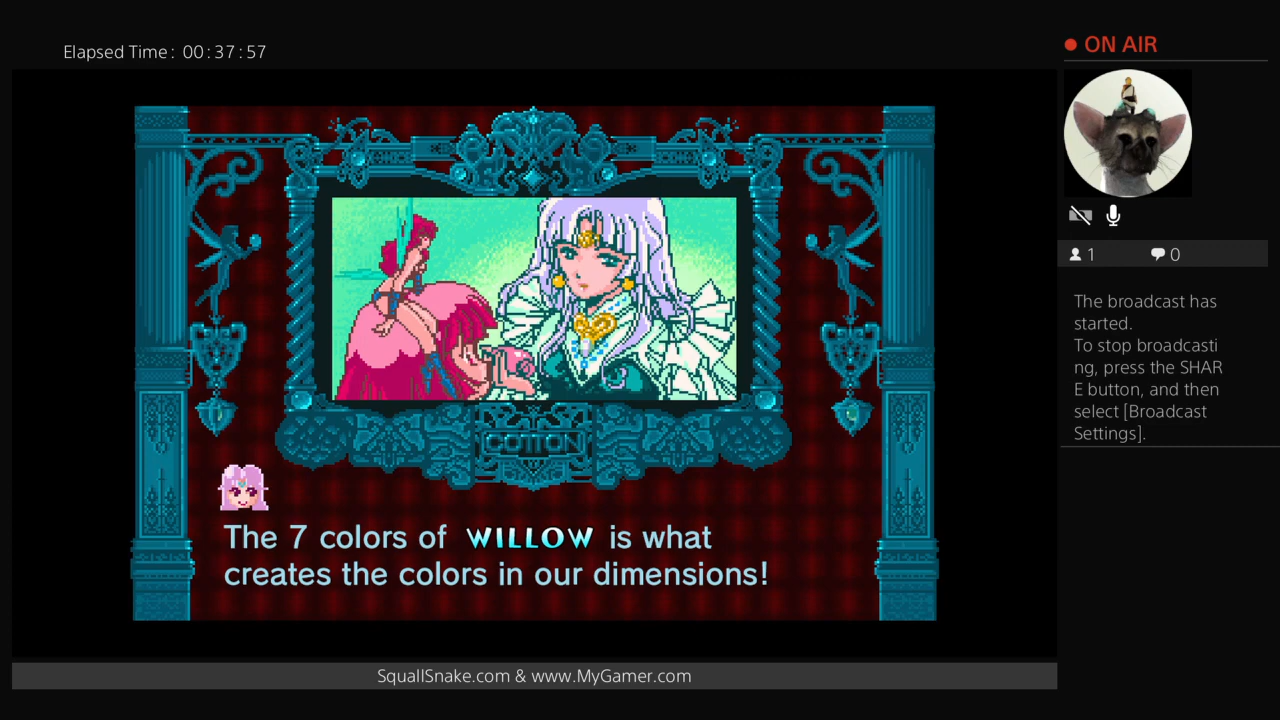 Elapsed Time: 00:37:57
ON AIR
1 0
The broadcast has
started.
To stop broadcasti
ng, press the SHAR
E button, and then
select [Broadcast
Settings].
COTTON
The 7 colors of WILLOW is what
creates the colors in our dimensions!
SquallSnake.com & www.MyGamer.com